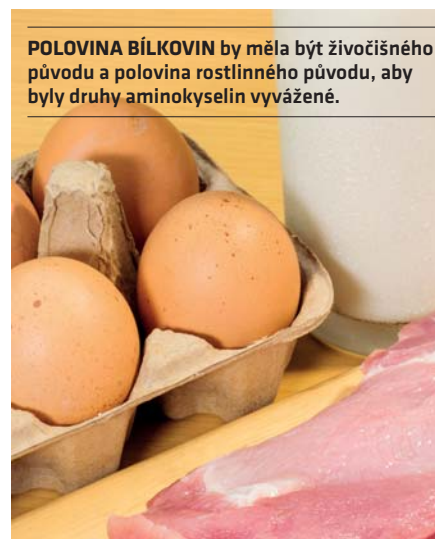 POLOVINA BÍLKOVIN by měla být živočišného
původu a polovina rostlinného původu, aby
byly druhy aminokyselin vyvážené.